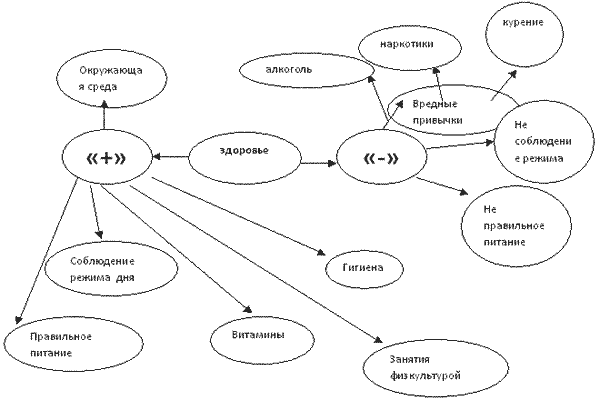 курение
наркотики
алкоголь
Окружающа
я среда
Вредные
привычки
Не
соблюдени
е режима
«+»
здоровье
«-»
Не
правильное
питание
Соблюдение
режима дня
Гигиена
Правильное
питание
Витамины
Занятия
физкультурой